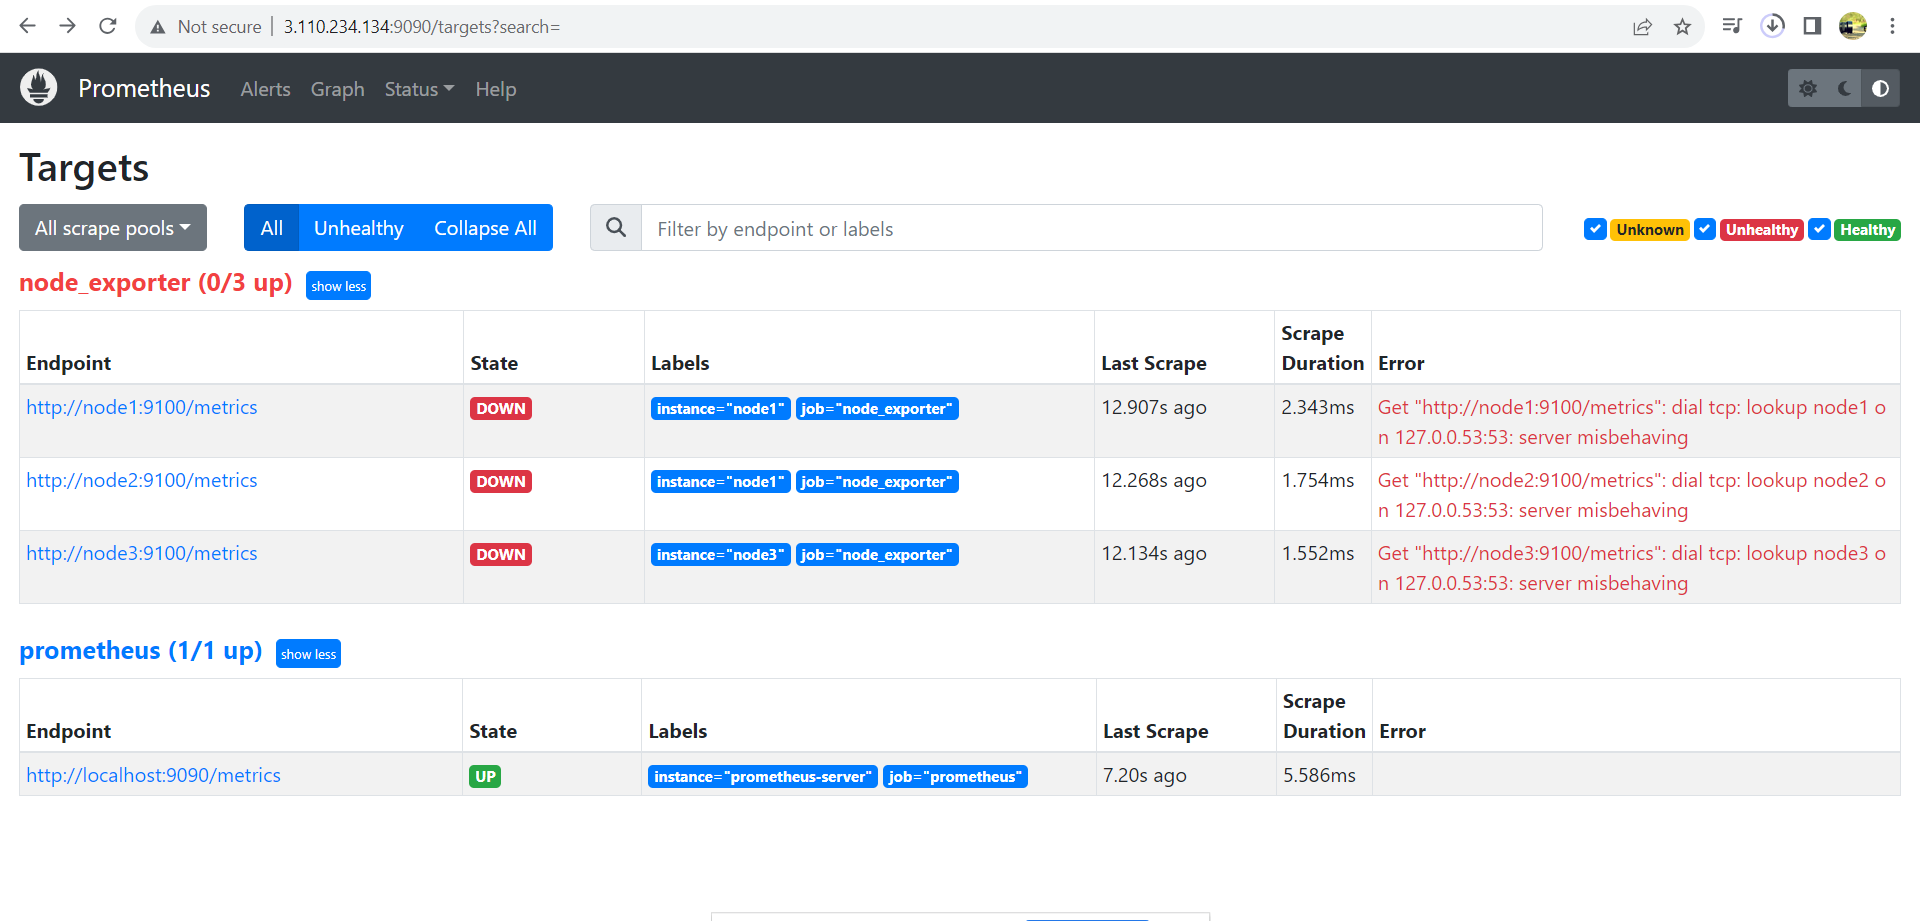 Not secure | 3.110.234.134:9090/targets?search=
Prometheus Alerts Graph Status Help
Targets
All scrape pools All Unhealthy Collapse All Filter by endpoint or labels Unknown Unhealthy Healthy
node_exporter (0/3 up) show less
Endpoint State Labels Last Scrape Scrape Duration Error
http://node1:9100/metrics DOWN instance="node1" job="node_exporter" 12.907s ago 2.343ms Get "http://node1:9100/metrics": dial tcp: lookup node1 o
n 127.0.0.53:53: server misbehaving
http://node2:9100/metrics DOWN instance="node1" job="node_exporter" 12.268s ago 1.754ms Get "http://node2:9100/metrics": dial tcp: lookup node2 o
n 127.0.0.53:53: server misbehaving
http://node3:9100/metrics DOWN instance="node3" job="node_exporter" 12.134s ago 1.552ms Get "http://node3:9100/metrics": dial tcp: lookup node3 o
n 127.0.0.53:53: server misbehaving
prometheus (1/1 up) show less
Endpoint State Labels Last Scrape Scrape Duration Error
http://localhost:9090/metrics UP instance="prometheus-server" job="prometheus" 7.20s ago 5.586ms